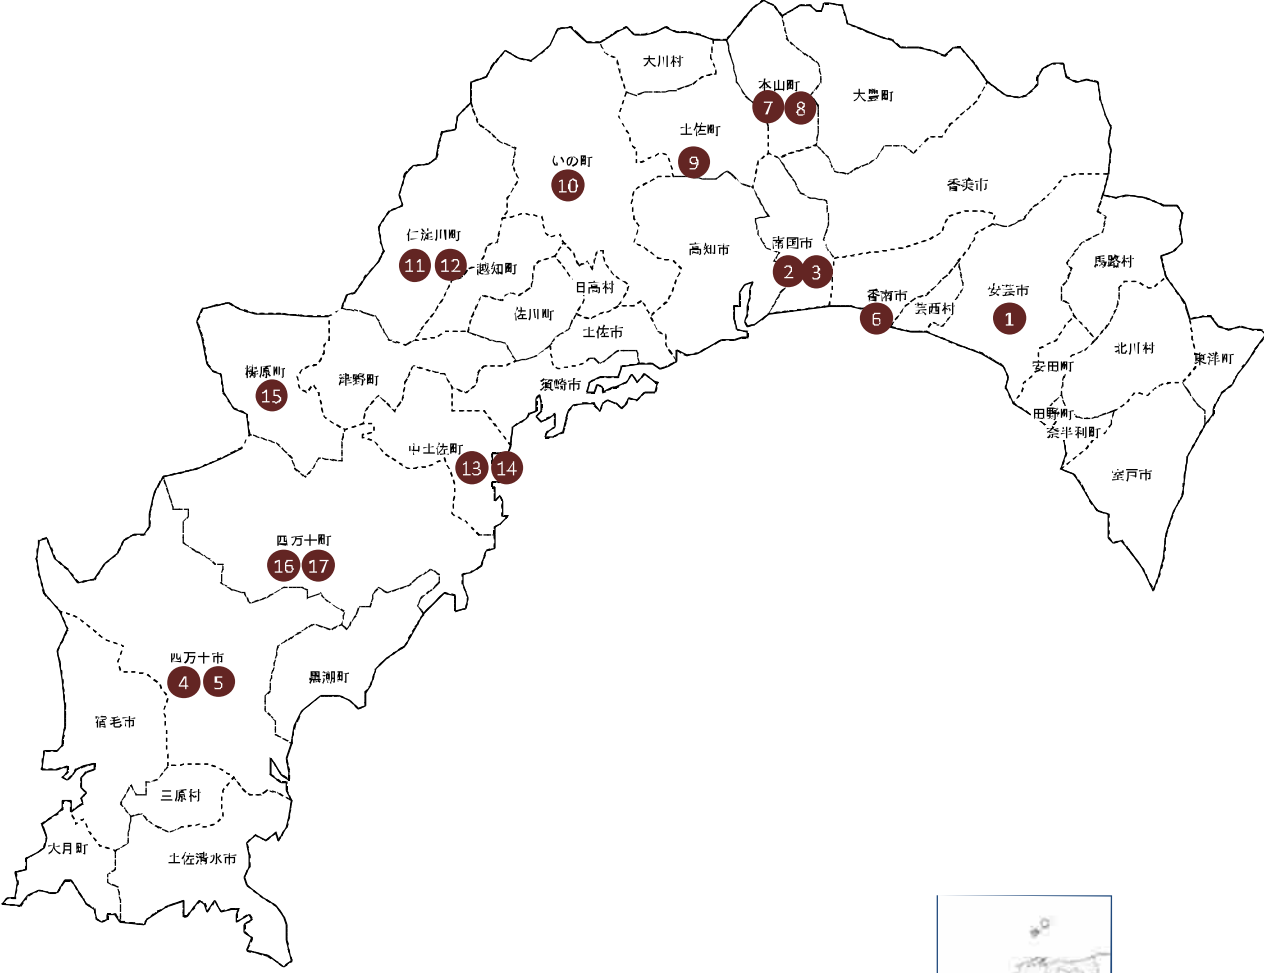 大川村
本山町
7
8
大豊町
土佐町
9
いの町
10
香美市
仁淀川町
11
12
越知町
高知市
南国市
2
3
馬路村
日高村
佐川町
土佐市
香南市
6
芸西村
安芸市
1
北川村
東洋町
安田町
梼原町
15
津野町
須崎市
田野町
奈半利町
中土佐町
13
14
室戸市
四万十町
16
17
四万十市
4
5
黒潮町
宿毛市
三原村
大月町
土佐清水市